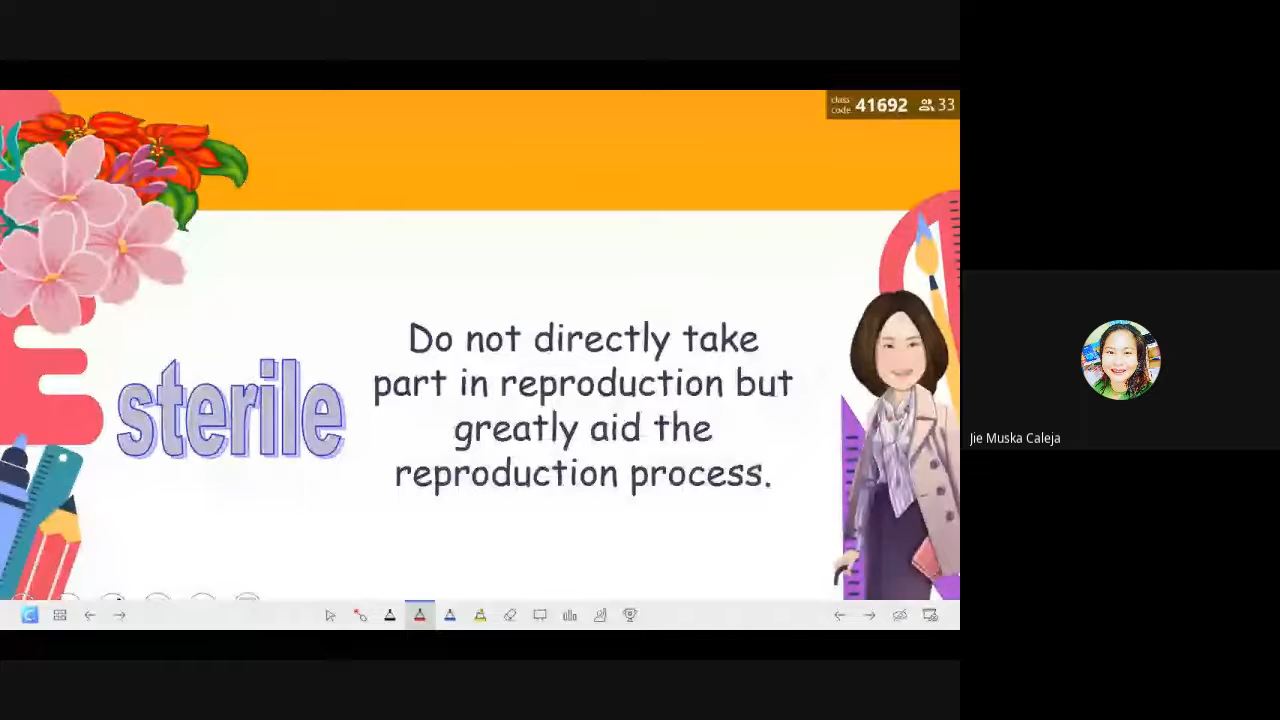 class
code 41692 33
Do not directly take
part in reproduction but
greatly aid the
reproduction process.
sterile
Jie Muska Caleja